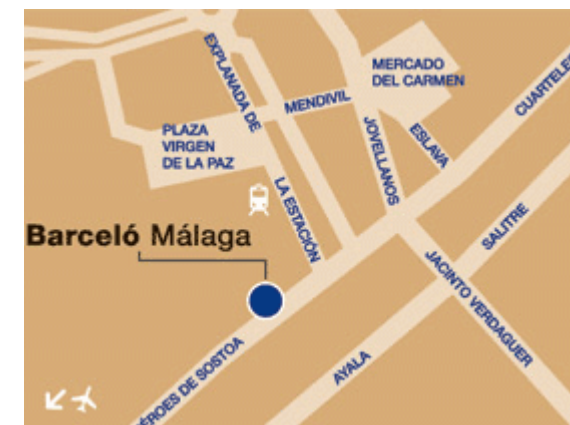 EXPLANADA DE
MERCADO
DEL CARMEN
CUARTELES
MENDIVIL
PLAZA
VIRGEN
DE LA PAZ
JOVELLANOS
ESLAVA
LA ESTACIÓN
SALITRE
Barceló Málaga
JACINTO VERDAGUER
AYALA
ÉROES DE SOSTOA